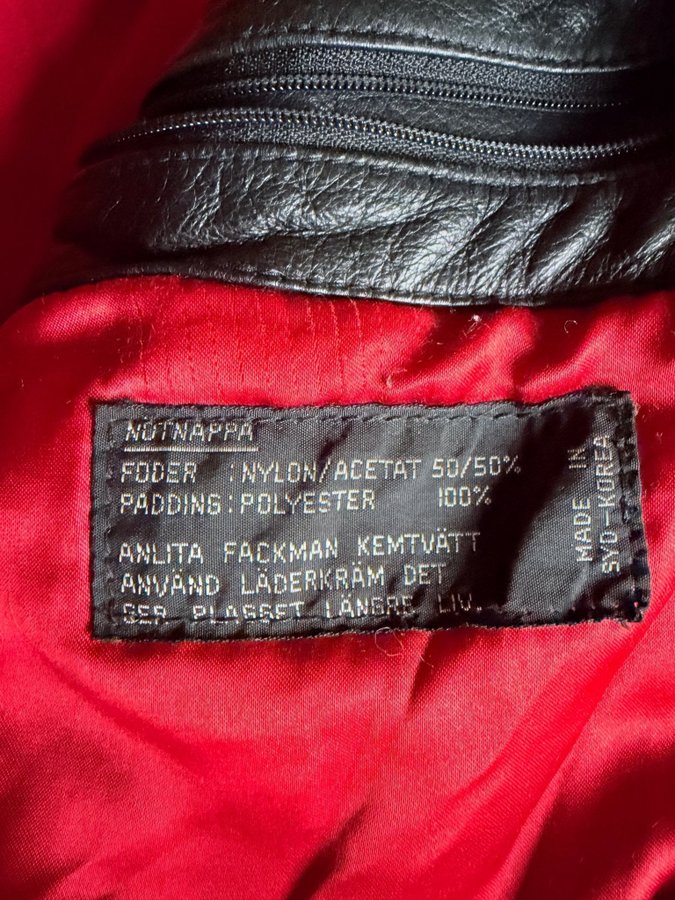 NÖTNAPPA
FODER : NYLON/ACETAT 50/50%
PADDING : POLYESTER 100%
ANLITA FACKMAN KEMTVÄTT
ANVÄND LÄDERKRÄM DET
GER PLAGGET LÄNGRE LIV.
MADE IN
SYD-KOREA